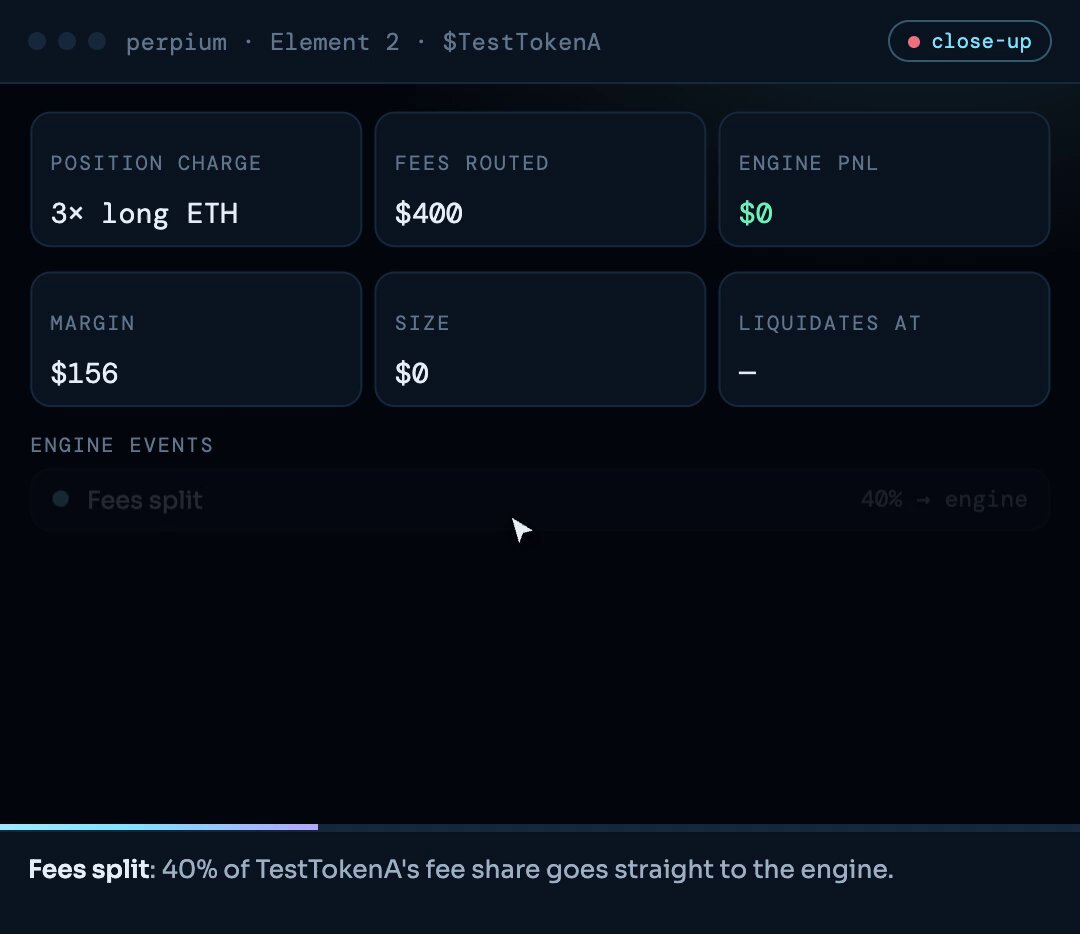 perpium · Element 2 · $TestTokenA
close-up
POSITION CHARGE
3× long ETH
FEES ROUTED
$400
ENGINE PNL
$0
MARGIN
$156
SIZE
$0
LIQUIDATES AT
—
ENGINE EVENTS
Fees split
40% → engine
Fees split: 40% of TestTokenA's fee share goes straight to the engine.